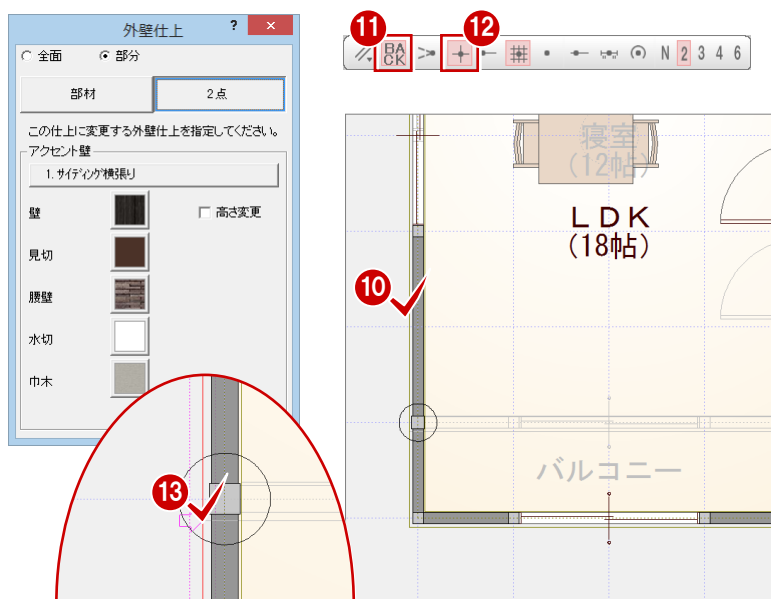 外壁仕上
?
×
全面
部分
部材
2点
この仕上に変更する外壁仕上を指定してください。
アクセント壁
1. サイディング横張り
壁
高さ変更
見切
腰壁
水切
巾木
11
12
BA
CK
N 2 3 4 6
寝室
(12帖)
LDK
(18帖)
10
バルコニー
13